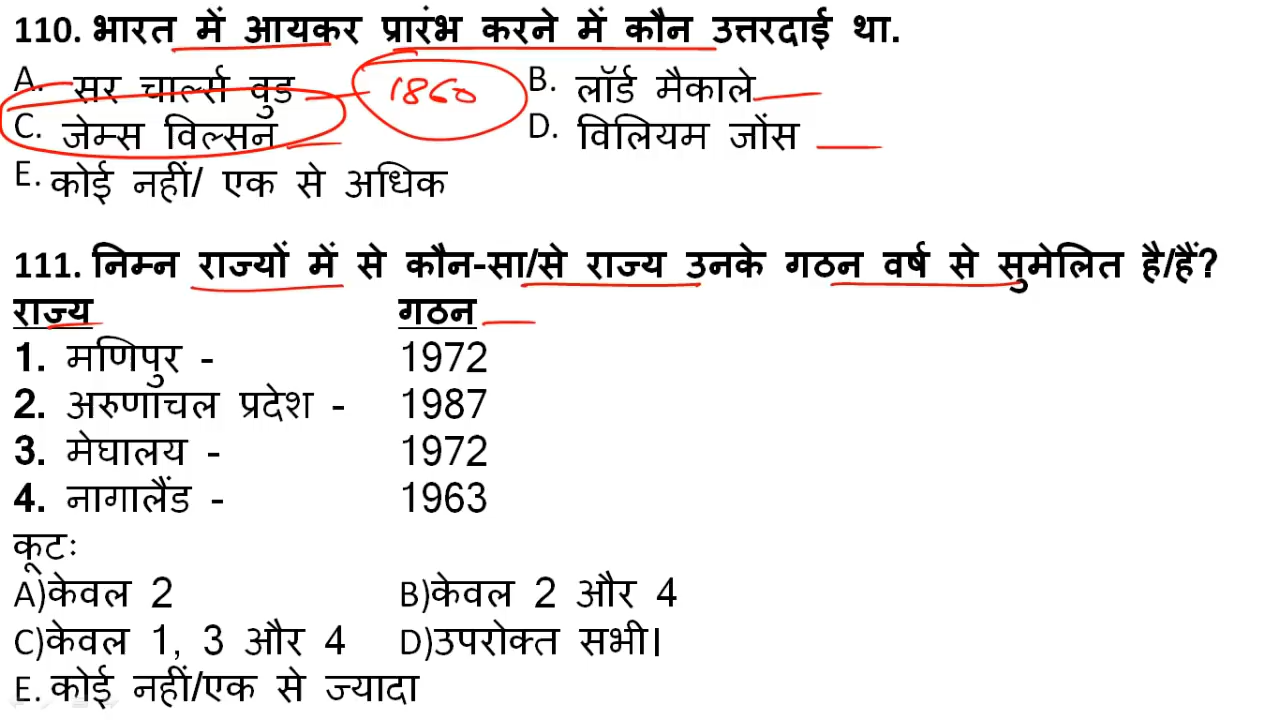 110. भारत में आयकर प्रारंभ करने में कौन उत्तरदाई था.
A. सर चार्ल्स वुड 1860 B. लॉर्ड मैकाले
C. जेम्स विल्सन D. विलियम जोंस
E. कोई नहीं/ एक से अधिक
111. निम्न राज्यों में से कौन-सा/से राज्य उनके गठन वर्ष से सुमेलित है/हैं?
राज्य गठन
1. मणिपुर - 1972
2. अरुणाचल प्रदेश - 1987
3. मेघालय - 1972
4. नागालैंड - 1963
कूटः
A)केवल 2 B)केवल 2 और 4
C)केवल 1, 3 और 4 D)उपरोक्त सभी।
E. कोई नहीं/एक से ज्यादा